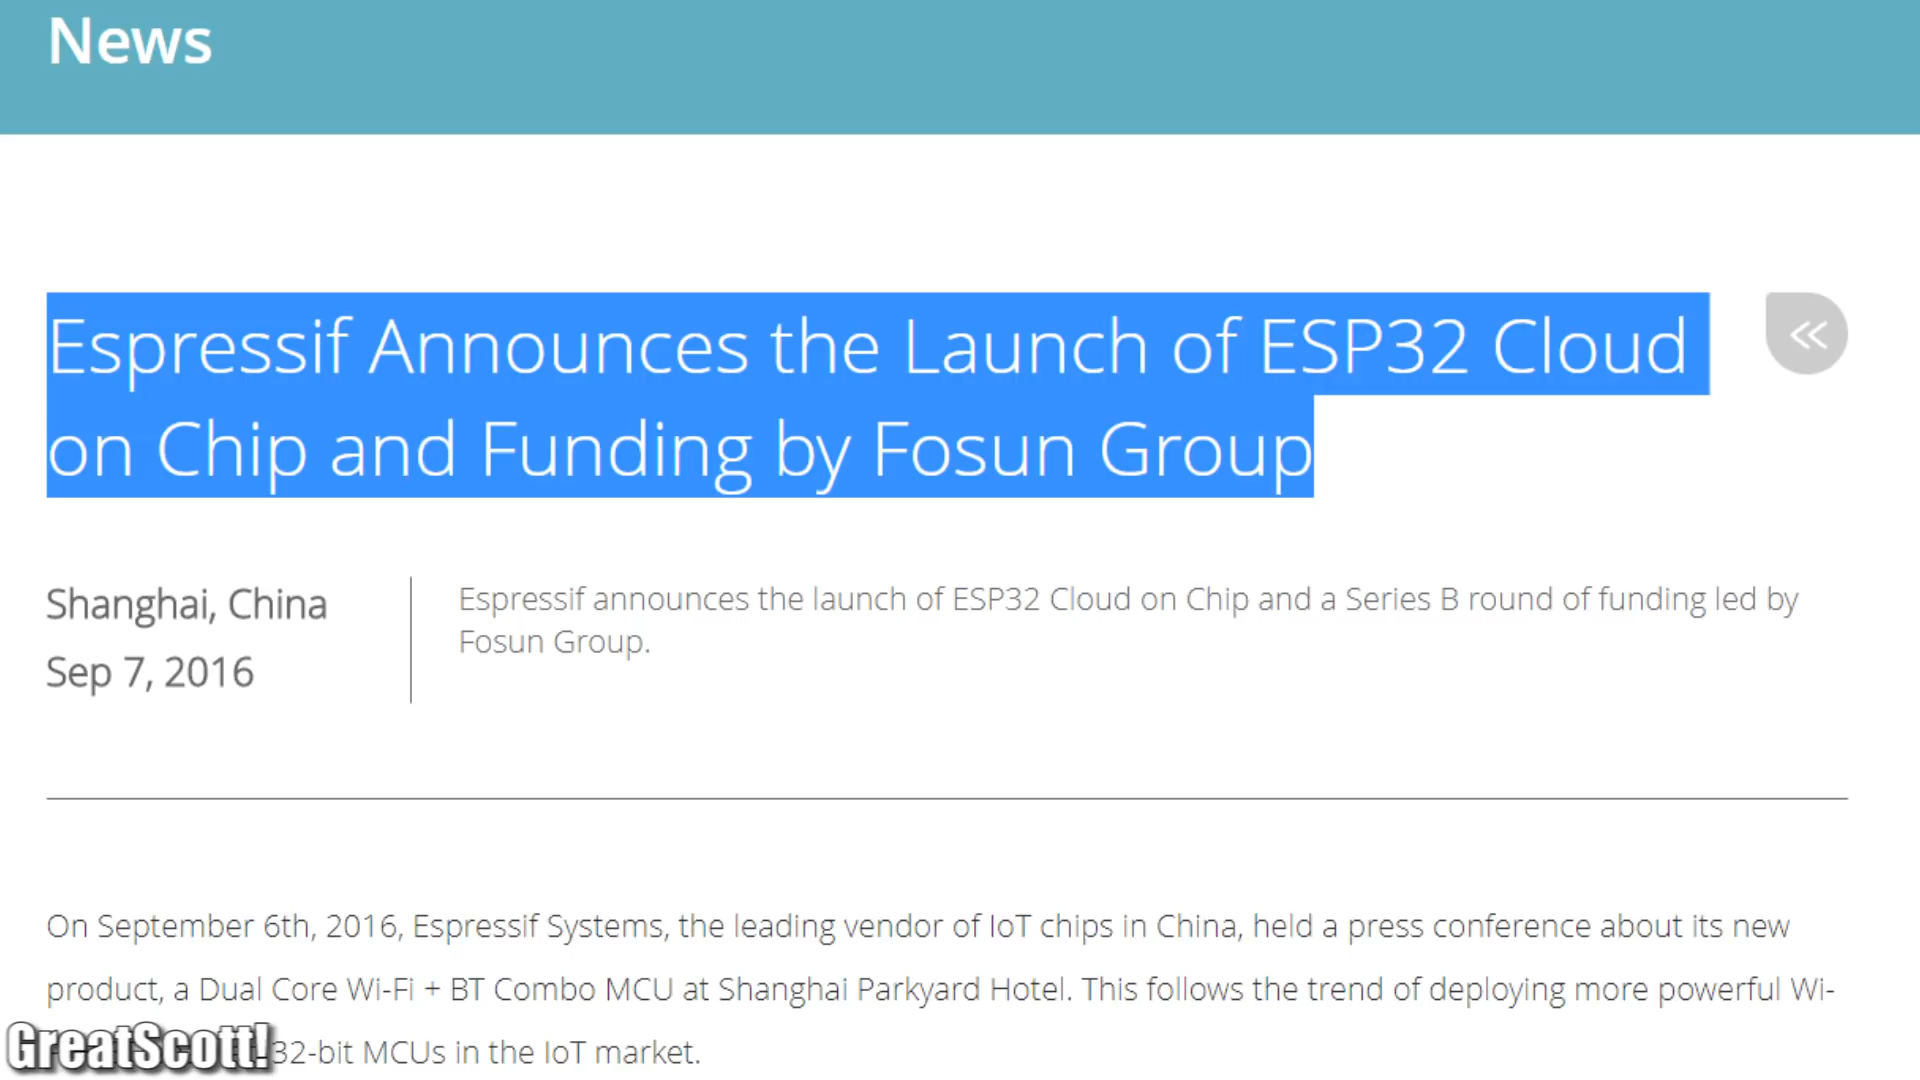 News
Espressif Announces the Launch of ESP32 Cloud
on Chip and Funding by Fosun Group
Shanghai, China
Sep 7, 2016
Espressif announces the launch of ESP32 Cloud on Chip and a Series B round of funding led by
Fosun Group.
On September 6th, 2016, Espressif Systems, the leading vendor of IoT chips in China, held a press conference about its new
product, a Dual Core Wi-Fi + BT Combo MCU at Shanghai Parkyard Hotel. This follows the trend of deploying more powerful Wi-
32-bit MCUs in the IoT market.
GreatScott!